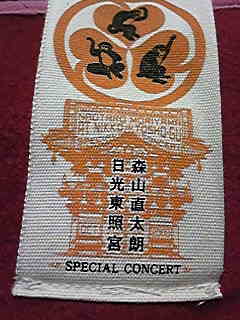 NAOTARO MORIYAMA
AT NIKKO TOSHO-GU
森山直太朗
日光東照宮
SPECIAL CONCERT